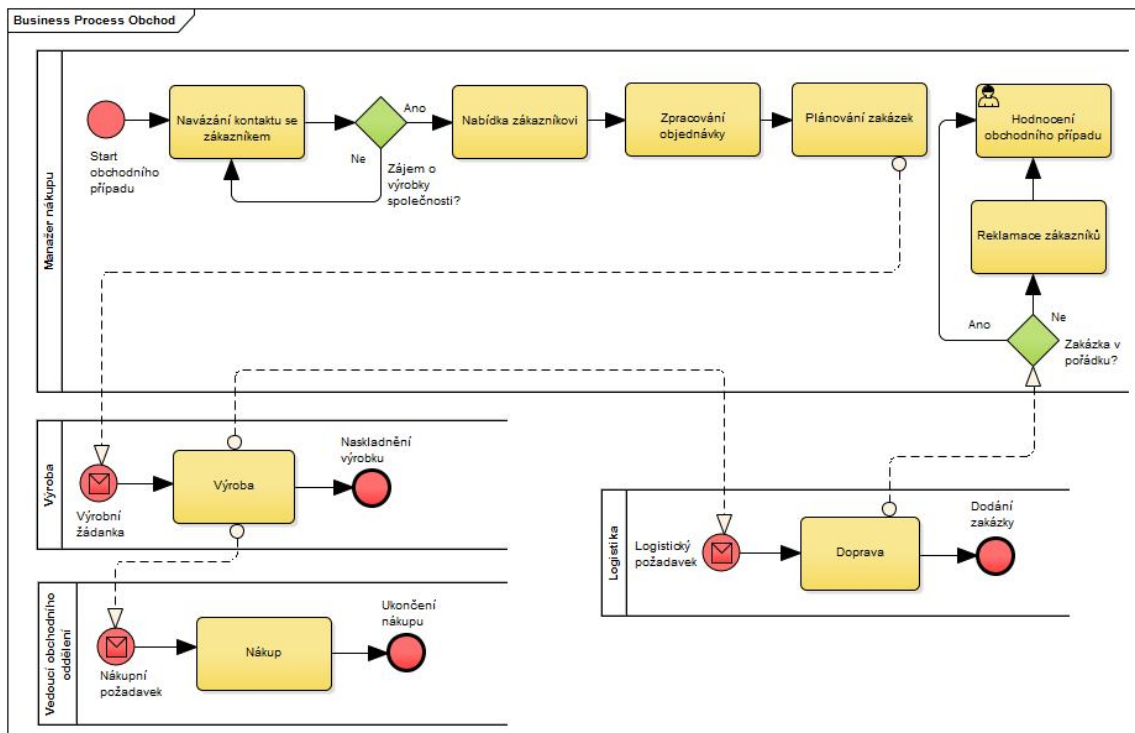 Business Process Obchod
Manažer nákupu
Start
obchodního
případu
Navázání kontaktu se
zákazníkem
Ano
Ne
Zájem o
výrobky
společnosti?
Nabídka zákazníkovi
Zpracování
objednávky
Plánování zakázek
Hodnocení
obchodního případu
Reklamace zákazníků
Ano
Ne
Zakázka v
pořádku?
Výroba
Výrobní
žádanka
Výroba
Naskladnění
výrobku
Logistika
Logistický
požadavek
Doprava
Dodání
zakázky
Vedoucí obchodního
oddělení
Nákupní
požadavek
Nákup
Ukončení
nákupu